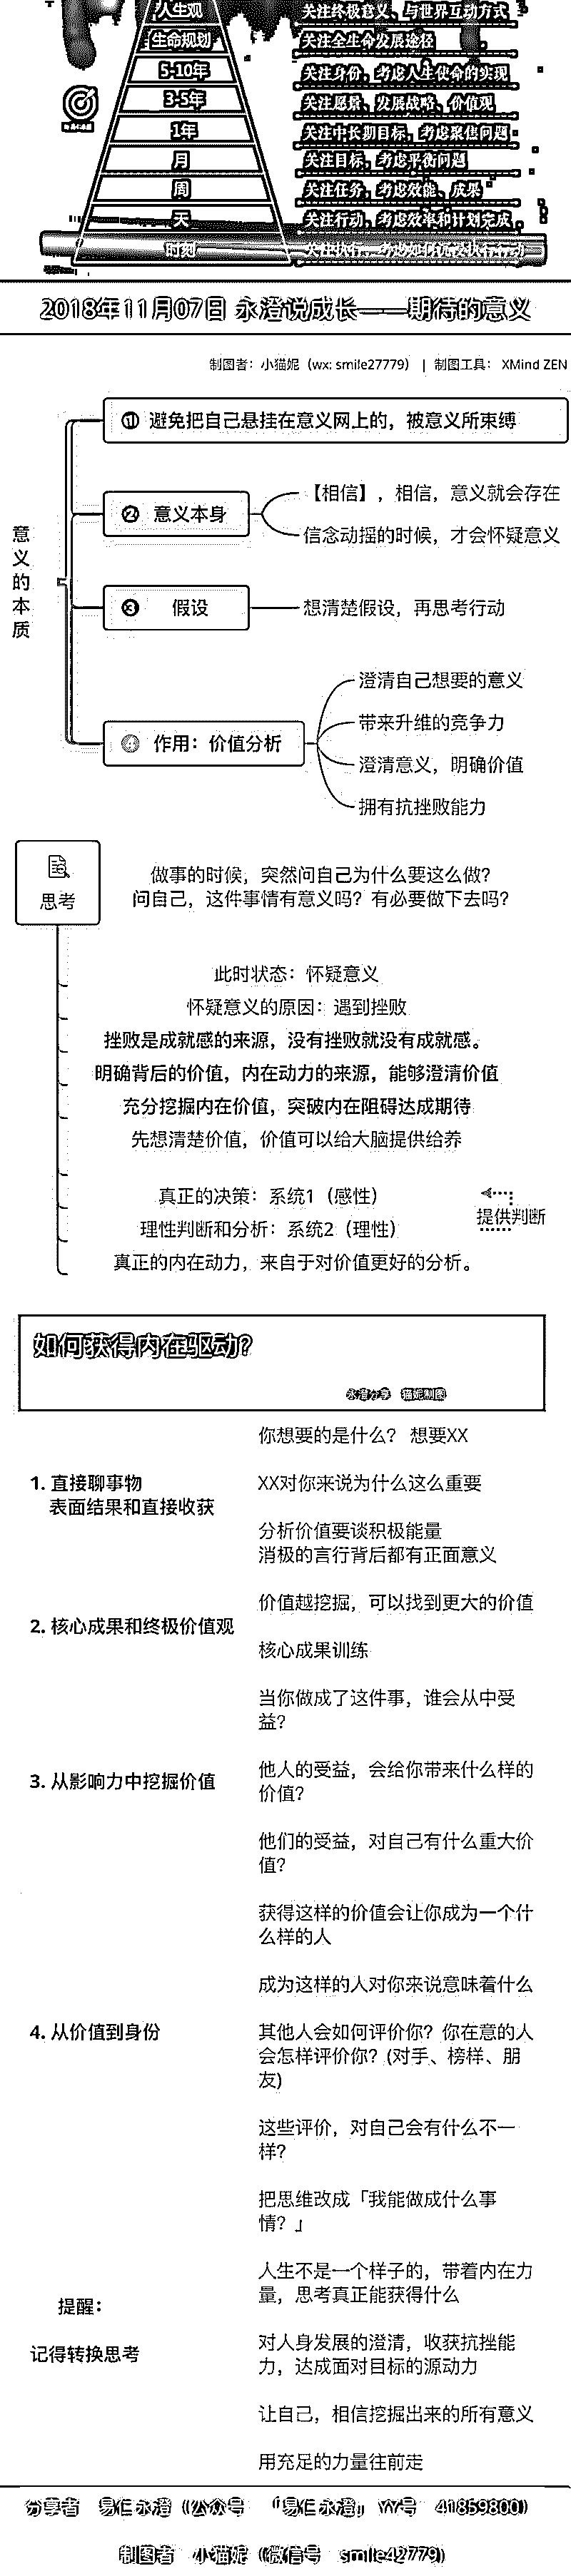 人生观 关注终极意义、与世界互动方式
生命规划 关注全生命发展途径
5-10年 关注身份、考虑人生使命的实现
3-5年 关注愿景、发展战略、价值观
1年 关注中长期目标、考虑聚焦问题
月 关注目标、考虑平衡问题
周 关注任务、考虑效能、成果
天 关注行动、考虑效率和计划完成
时刻
2018年11月07日 永澄说成长——期待的意义
制图者：小猫妮（wx: smile27779） | 制图工具： XMind ZEN
意义的本质
① 避免把自己悬挂在意义网上的，被意义所束缚
② 意义本身
【相信】，相信，意义就会存在
信念动摇的时候，才会怀疑意义
③ 假设
想清楚假设，再思考行动
④ 作用：价值分析
澄清自己想要的意义
带来升维的竞争力
澄清意义，明确价值
拥有抗挫败能力
思考
做事的时候，突然问自己为什么要这么做？
问自己，这件事情有意义吗？有必要做下去吗？
此时状态：怀疑意义
怀疑意义的原因：遇到挫败
挫败是成就感的来源，没有挫败就没有成就感。
明确背后的价值，内在动力的来源，能够澄清价值
充分挖掘内在价值，突破内在阻碍达成期待
先想清楚价值，价值可以给大脑提供给养
真正的决策：系统1（感性）
提供判断
理性判断和分析：系统2（理性）
真正的内在动力，来自于对价值更好的分析。
如何获得内在驱动？
永澄分享 猫妮制图
1. 直接聊事物
表面结果和直接收获
你想要的是什么？ 想要XX
XX对你来说为什么这么重要
分析价值要谈积极能量
消极的言行背后都有正面意义
2. 核心成果和终极价值观
价值越挖掘，可以找到更大的价值
核心成果训练
3. 从影响力中挖掘价值
当你做成了这件事，谁会从中受
益？
他人的受益，会给你带来什么样的
价值？
他们的受益，对自己有什么重大价
值？
4. 从价值到身份
获得这样的价值会让你成为一个什
么样的人
成为这样的人对你来说意味着什么
其他人会如何评价你？你在意的人
会怎样评价你？（对手、榜样、朋
友）
这些评价，对自己会有什么不一
样？
提醒：
记得转换思考
把思维改成「我能做成什么事
情？」
人生不是一个样子的，带着内在力
量，思考真正能获得什么
对人身发展的澄清，收获抗挫能
力，达成面对目标的源动力
让自己，相信挖掘出来的所有意义
用充足的力量往前走
分享者 易仁永澄（公众号 「易仁永澄」 YY号 41859800）
制图者 小猫妮（微信号 smile42779）